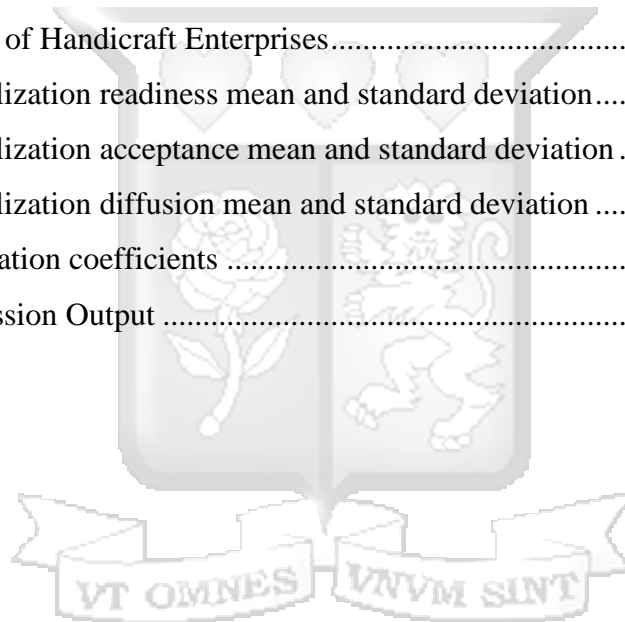 of Handicraft Enterprises.......................................
lization readiness mean and standard deviation....
lization acceptance mean and standard deviation .
lization diffusion mean and standard deviation ....
ation coefficients .....................................................
ssion Output .............................................................
VT OMNES VNVM SINT